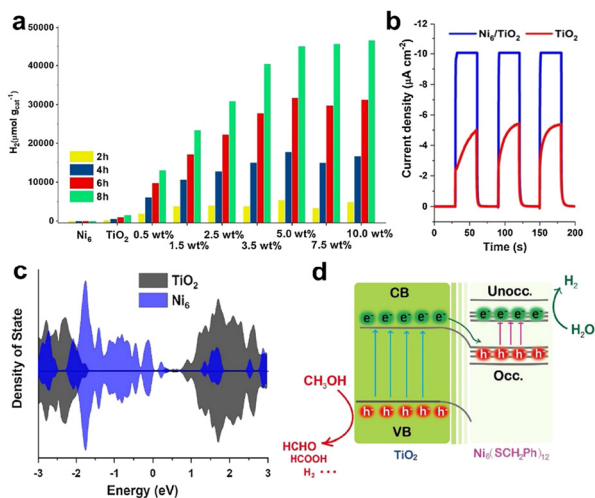 a
H₂(μmol g_cat⁻¹)
50000
40000
30000
20000
10000
0
2h
4h
6h
8h
Ni₆ TiO₂ 0.5 wt% 2.5 wt% 5.0 wt% 10.0 wt%
1.5 wt% 3.5 wt% 7.5 wt%
b
Ni₆/TiO₂ TiO₂
Current density (μA cm⁻²)
-12
-10
-8
-6
-4
-2
0
0 50 100 150 200
Time (s)
c
TiO₂
Ni₆
Density of State
-3 -2 -1 0 1 2 3
Energy (eV)
d
CB
e⁻ e⁻ e⁻ e⁻ e⁻
Unocc.
e⁻ e⁻ e⁻ e⁻
H₂
H₂O
h⁺ h⁺ h⁺ h⁺
Occ.
CH₃OH
h⁺ h⁺ h⁺ h⁺ h⁺
VB
HCHO
HCOOH
H₂ ···
TiO₂
Ni₆(SCH₂Ph)₁₂